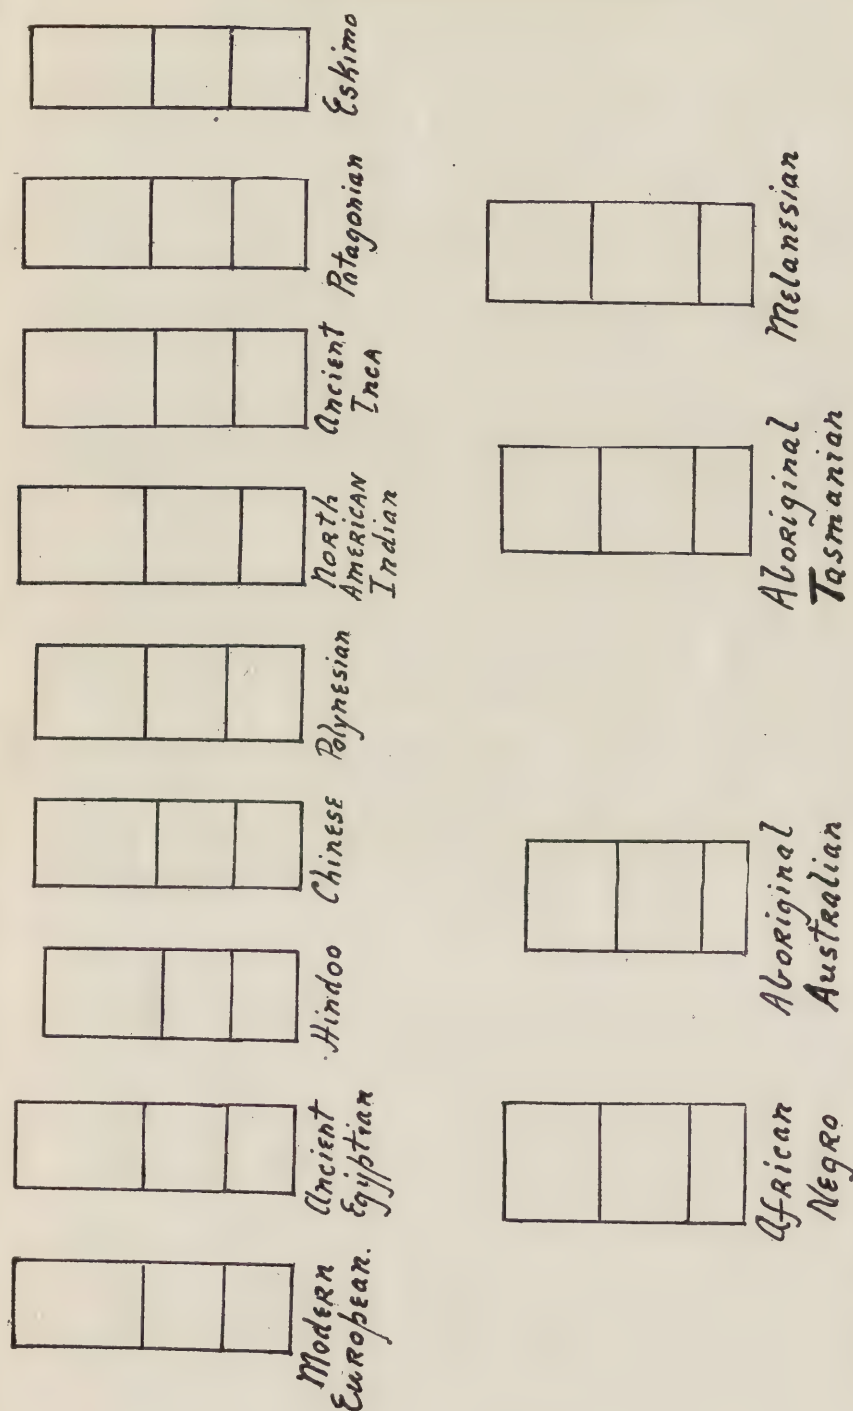 Modern
European.
Ancient
Egyptian
Hindoo
Chinese
Polynesian
North
American
Indian
Ancient
Inca
Patagonian
Eskimo
African
Negro
Aboriginal
Australian
Aboriginal
Tasmanian
Melanesian